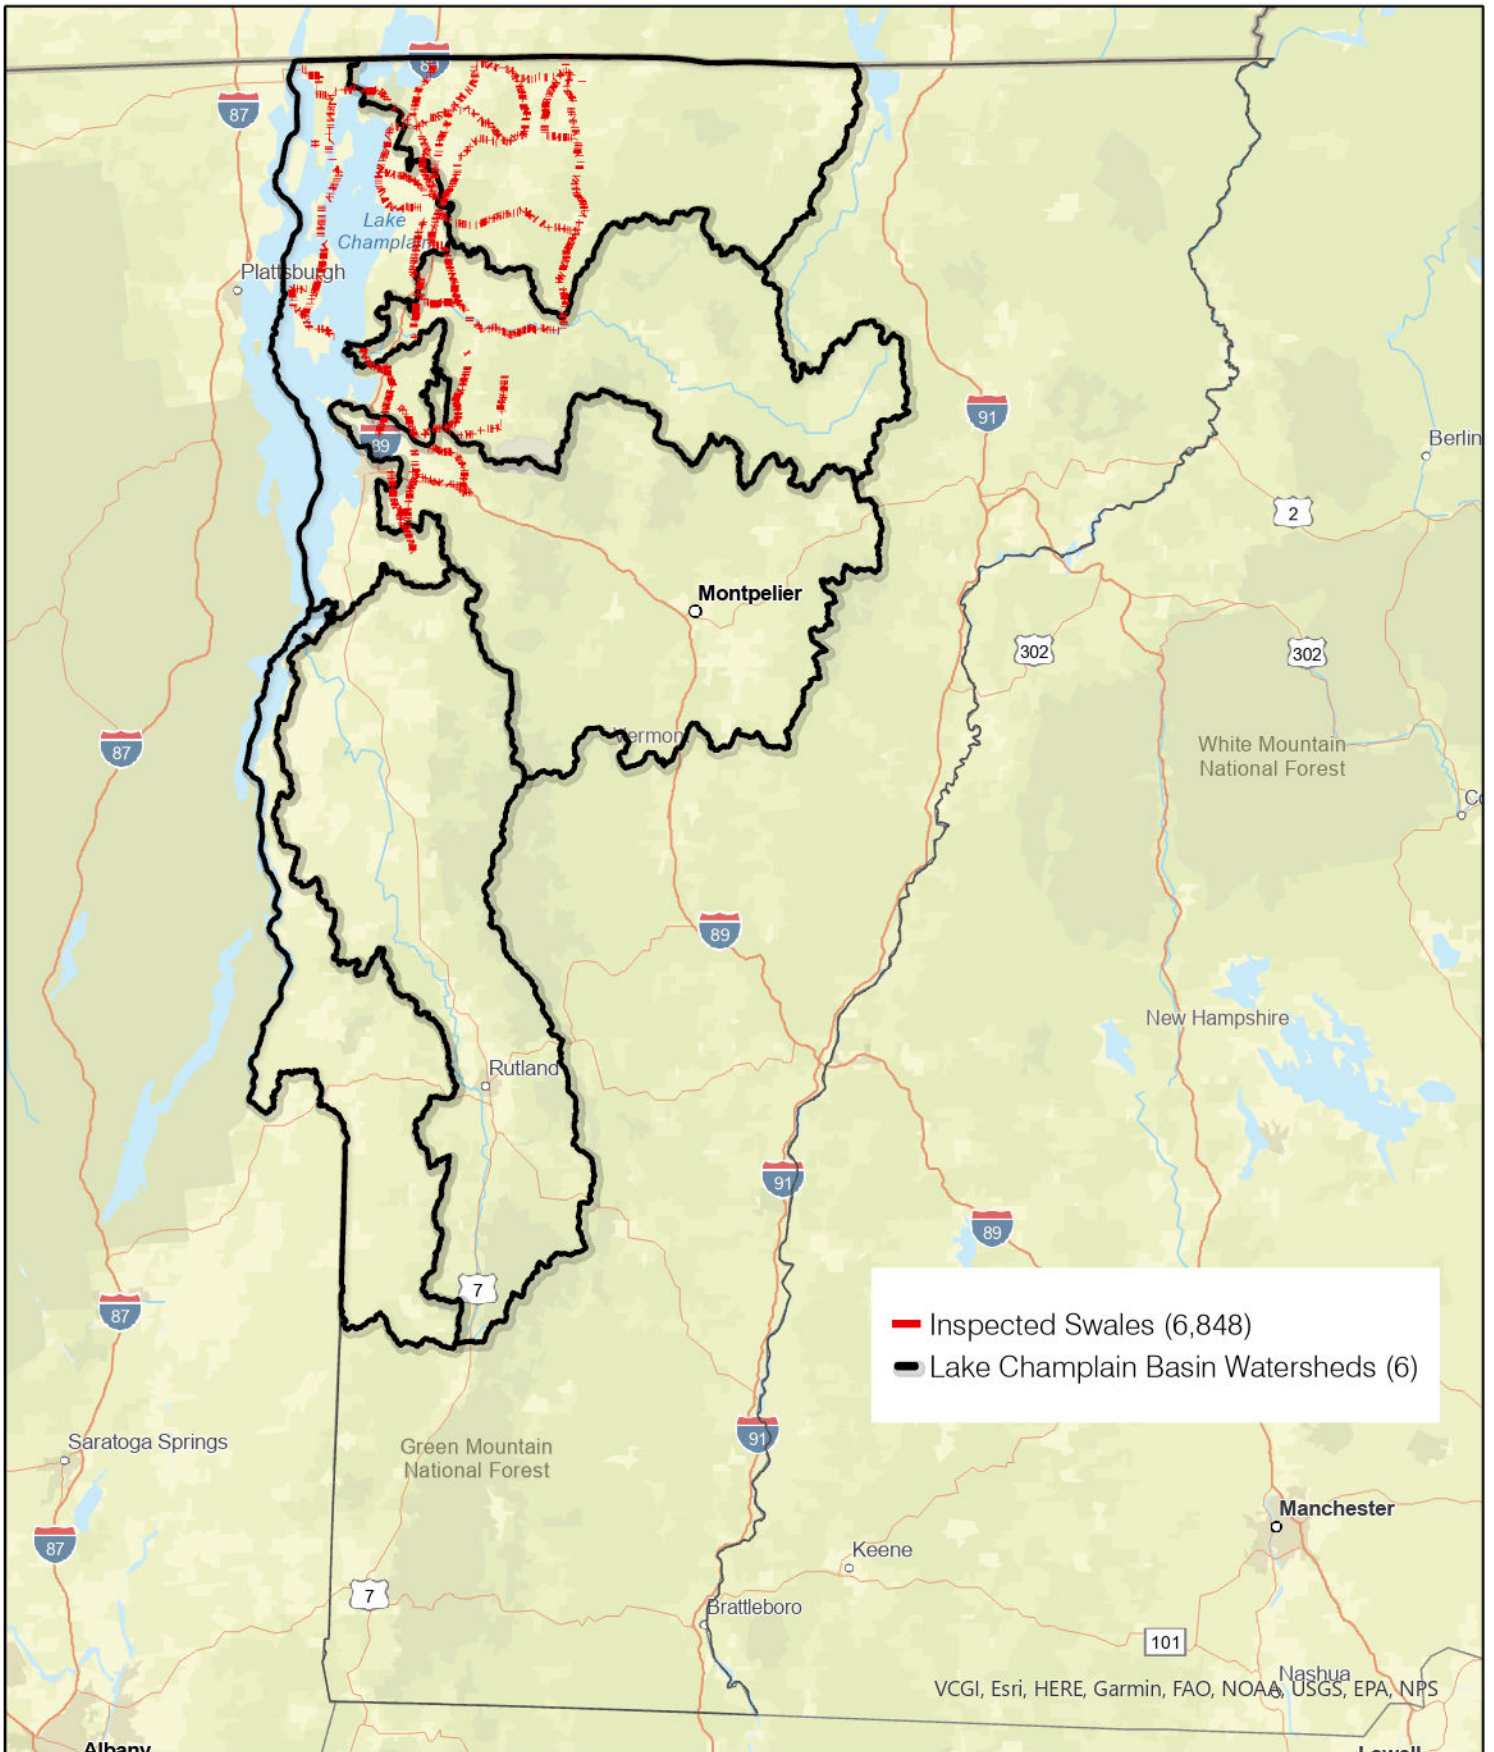 87
Lake
Champlain
Plattsburgh
91
Berlin
89
2
Montpelier
302
302
Vermont
87
White Mountain
National Forest
89
New Hampshire
Rutland
91
89
7
87
Inspected Swales (6,848)
Lake Champlain Basin Watersheds (6)
91
Saratoga Springs
Green Mountain
National Forest
Manchester
87
Keene
7
Brattleboro
101
Nashua
VCGI, Esri, HERE, Garmin, FAO, NOAA, USGS, EPA, NPS
Albany
Lowell